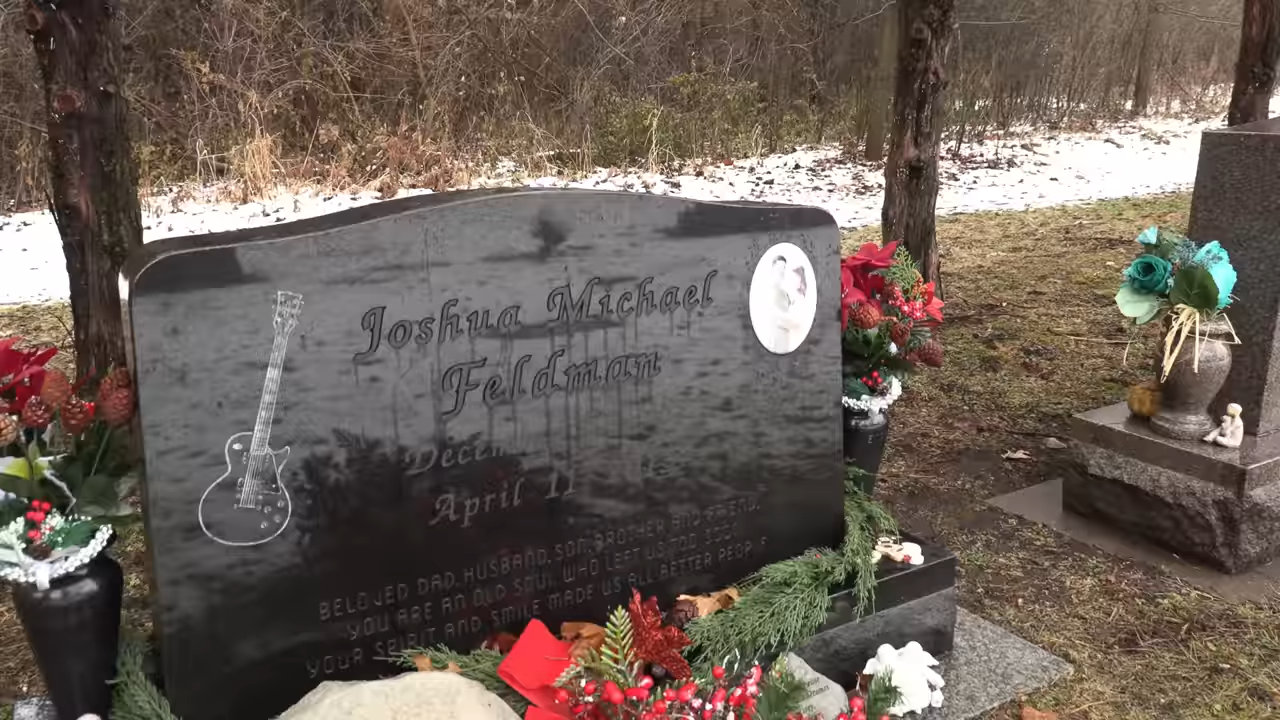 Joshua Michael
Feldman
April 11
BELOVED DAD, HUSBAND, SON, BROTHER AND FRIEND.
YOU ARE AN OLD SOUL WHO LEFT US TOO SOON
YOUR SPIRIT AND SMILE MADE US ALL BETTER PEOPLE